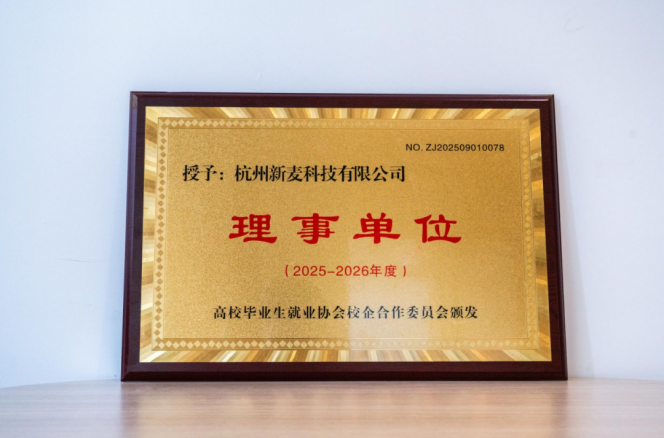 NO. ZJ202509010078
授予：杭州新麦科技有限公司
理事单位
（2025-2026年度）
高校毕业生就业协会校企合作委员会颁发